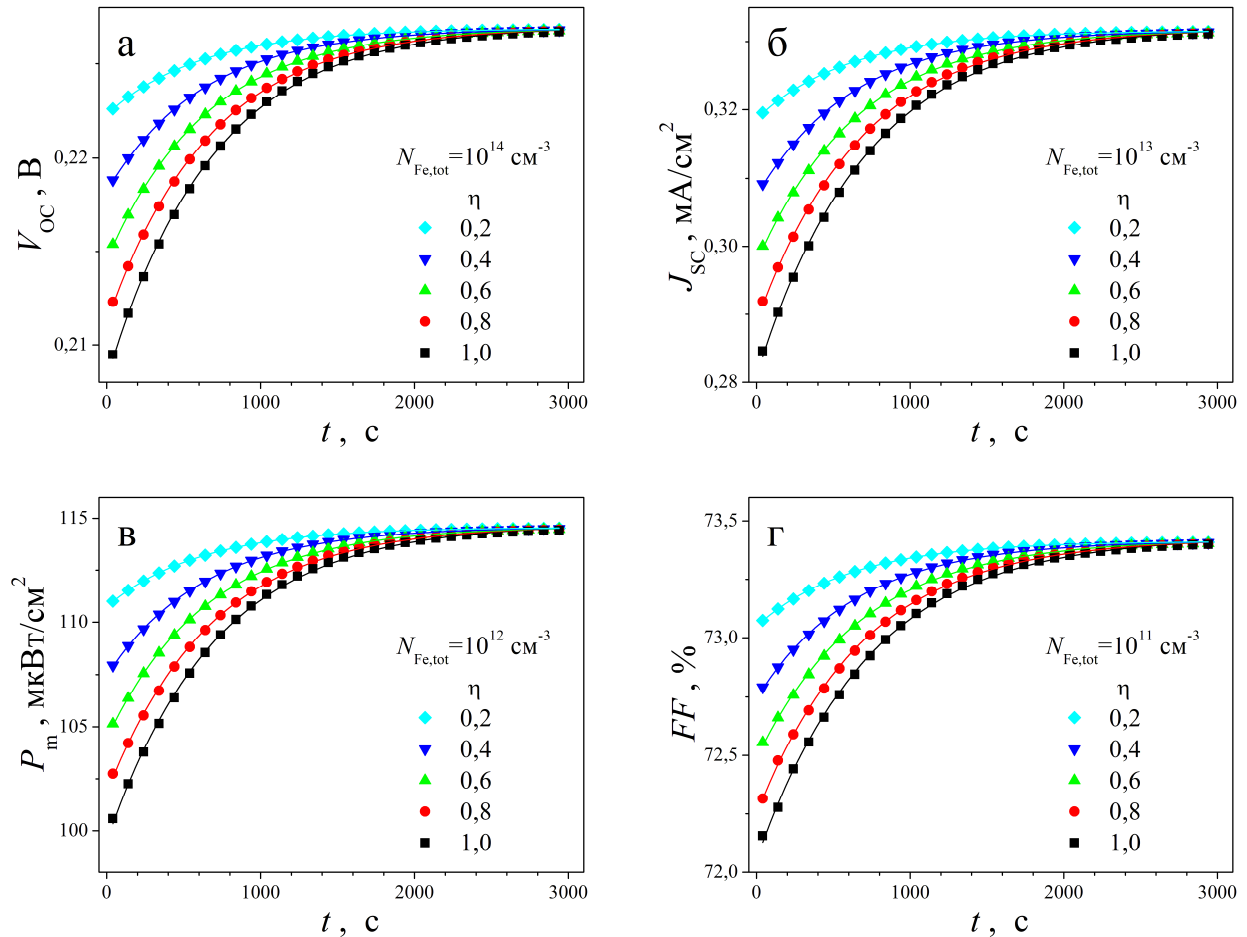 а
V_OC, В
0,22
0,21
N_Fe,tot=10^14 см^-3
η
0,2
0,4
0,6
0,8
1,0
0 1000 2000 3000
t, с
б
J_SC, мА/см^2
0,32
0,30
0,28
N_Fe,tot=10^13 см^-3
η
0,2
0,4
0,6
0,8
1,0
0 1000 2000 3000
t, с
в
P_m, мкВт/см^2
115
110
105
100
N_Fe,tot=10^12 см^-3
η
0,2
0,4
0,6
0,8
1,0
0 1000 2000 3000
t, с
г
FF, %
73,5
73,0
72,5
72,0
N_Fe,tot=10^11 см^-3
η
0,2
0,4
0,6
0,8
1,0
0 1000 2000 3000
t, с